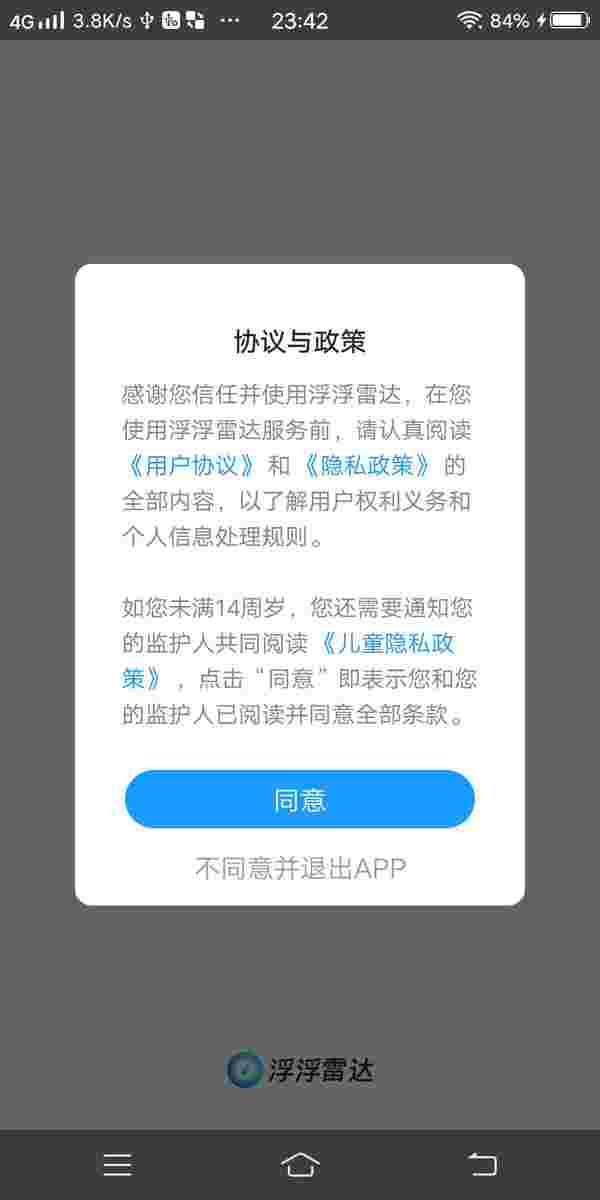 4G 3.8K/s ··· 23:42 84%
协议与政策
感谢您信任并使用浮浮雷达，在您
使用浮浮雷达服务前，请认真阅读
《用户协议》和《隐私政策》的
全部内容，以了解用户权利义务和
个人信息处理规则。
如您未满14周岁，您还需要通知您
的监护人共同阅读《儿童隐私政
策》，点击“同意”即表示您和您
的监护人已阅读并同意全部条款。
同意
不同意并退出APP
浮浮雷达